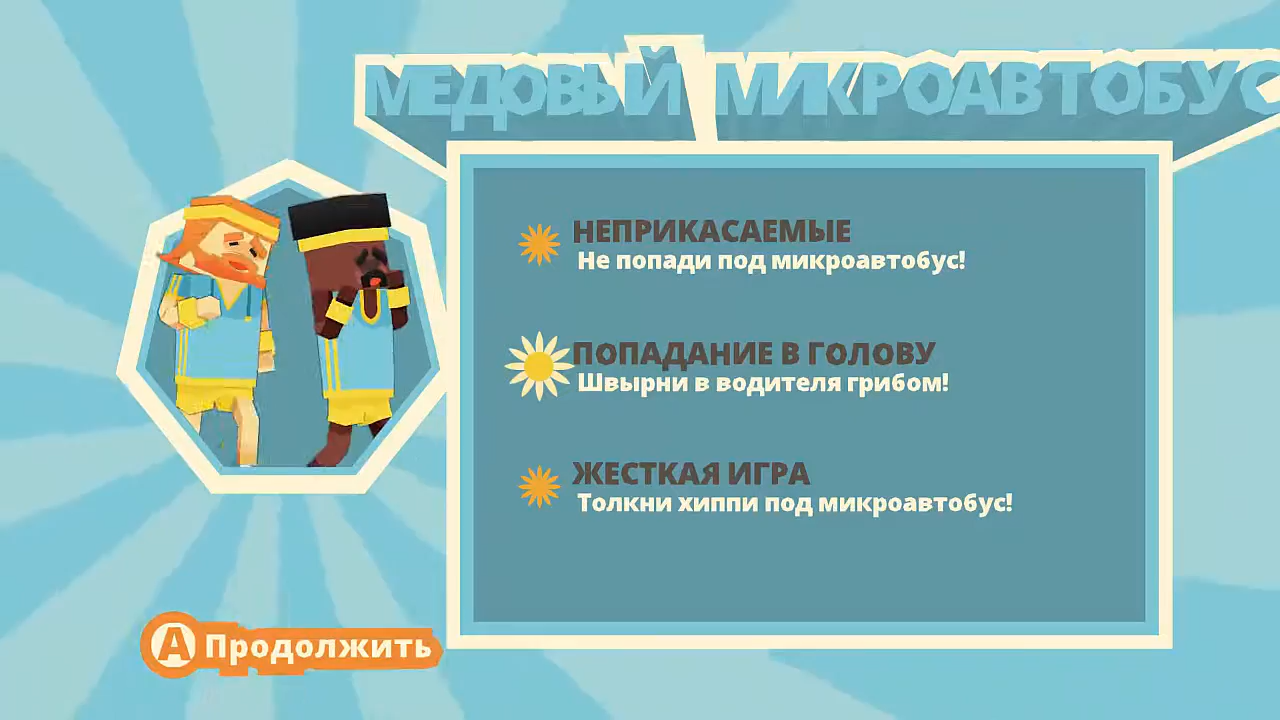 МЕДОВЫЙ МИКРОАВТОБУС
НЕПРИКАСАЕМЫЕ
Не попади под микроавтобус!
ПОПАДАНИЕ В ГОЛОВУ
Швырни в водителя грибом!
ЖЕСТКАЯ ИГРА
Толкни хиппи под микроавтобус!
A Продолжить